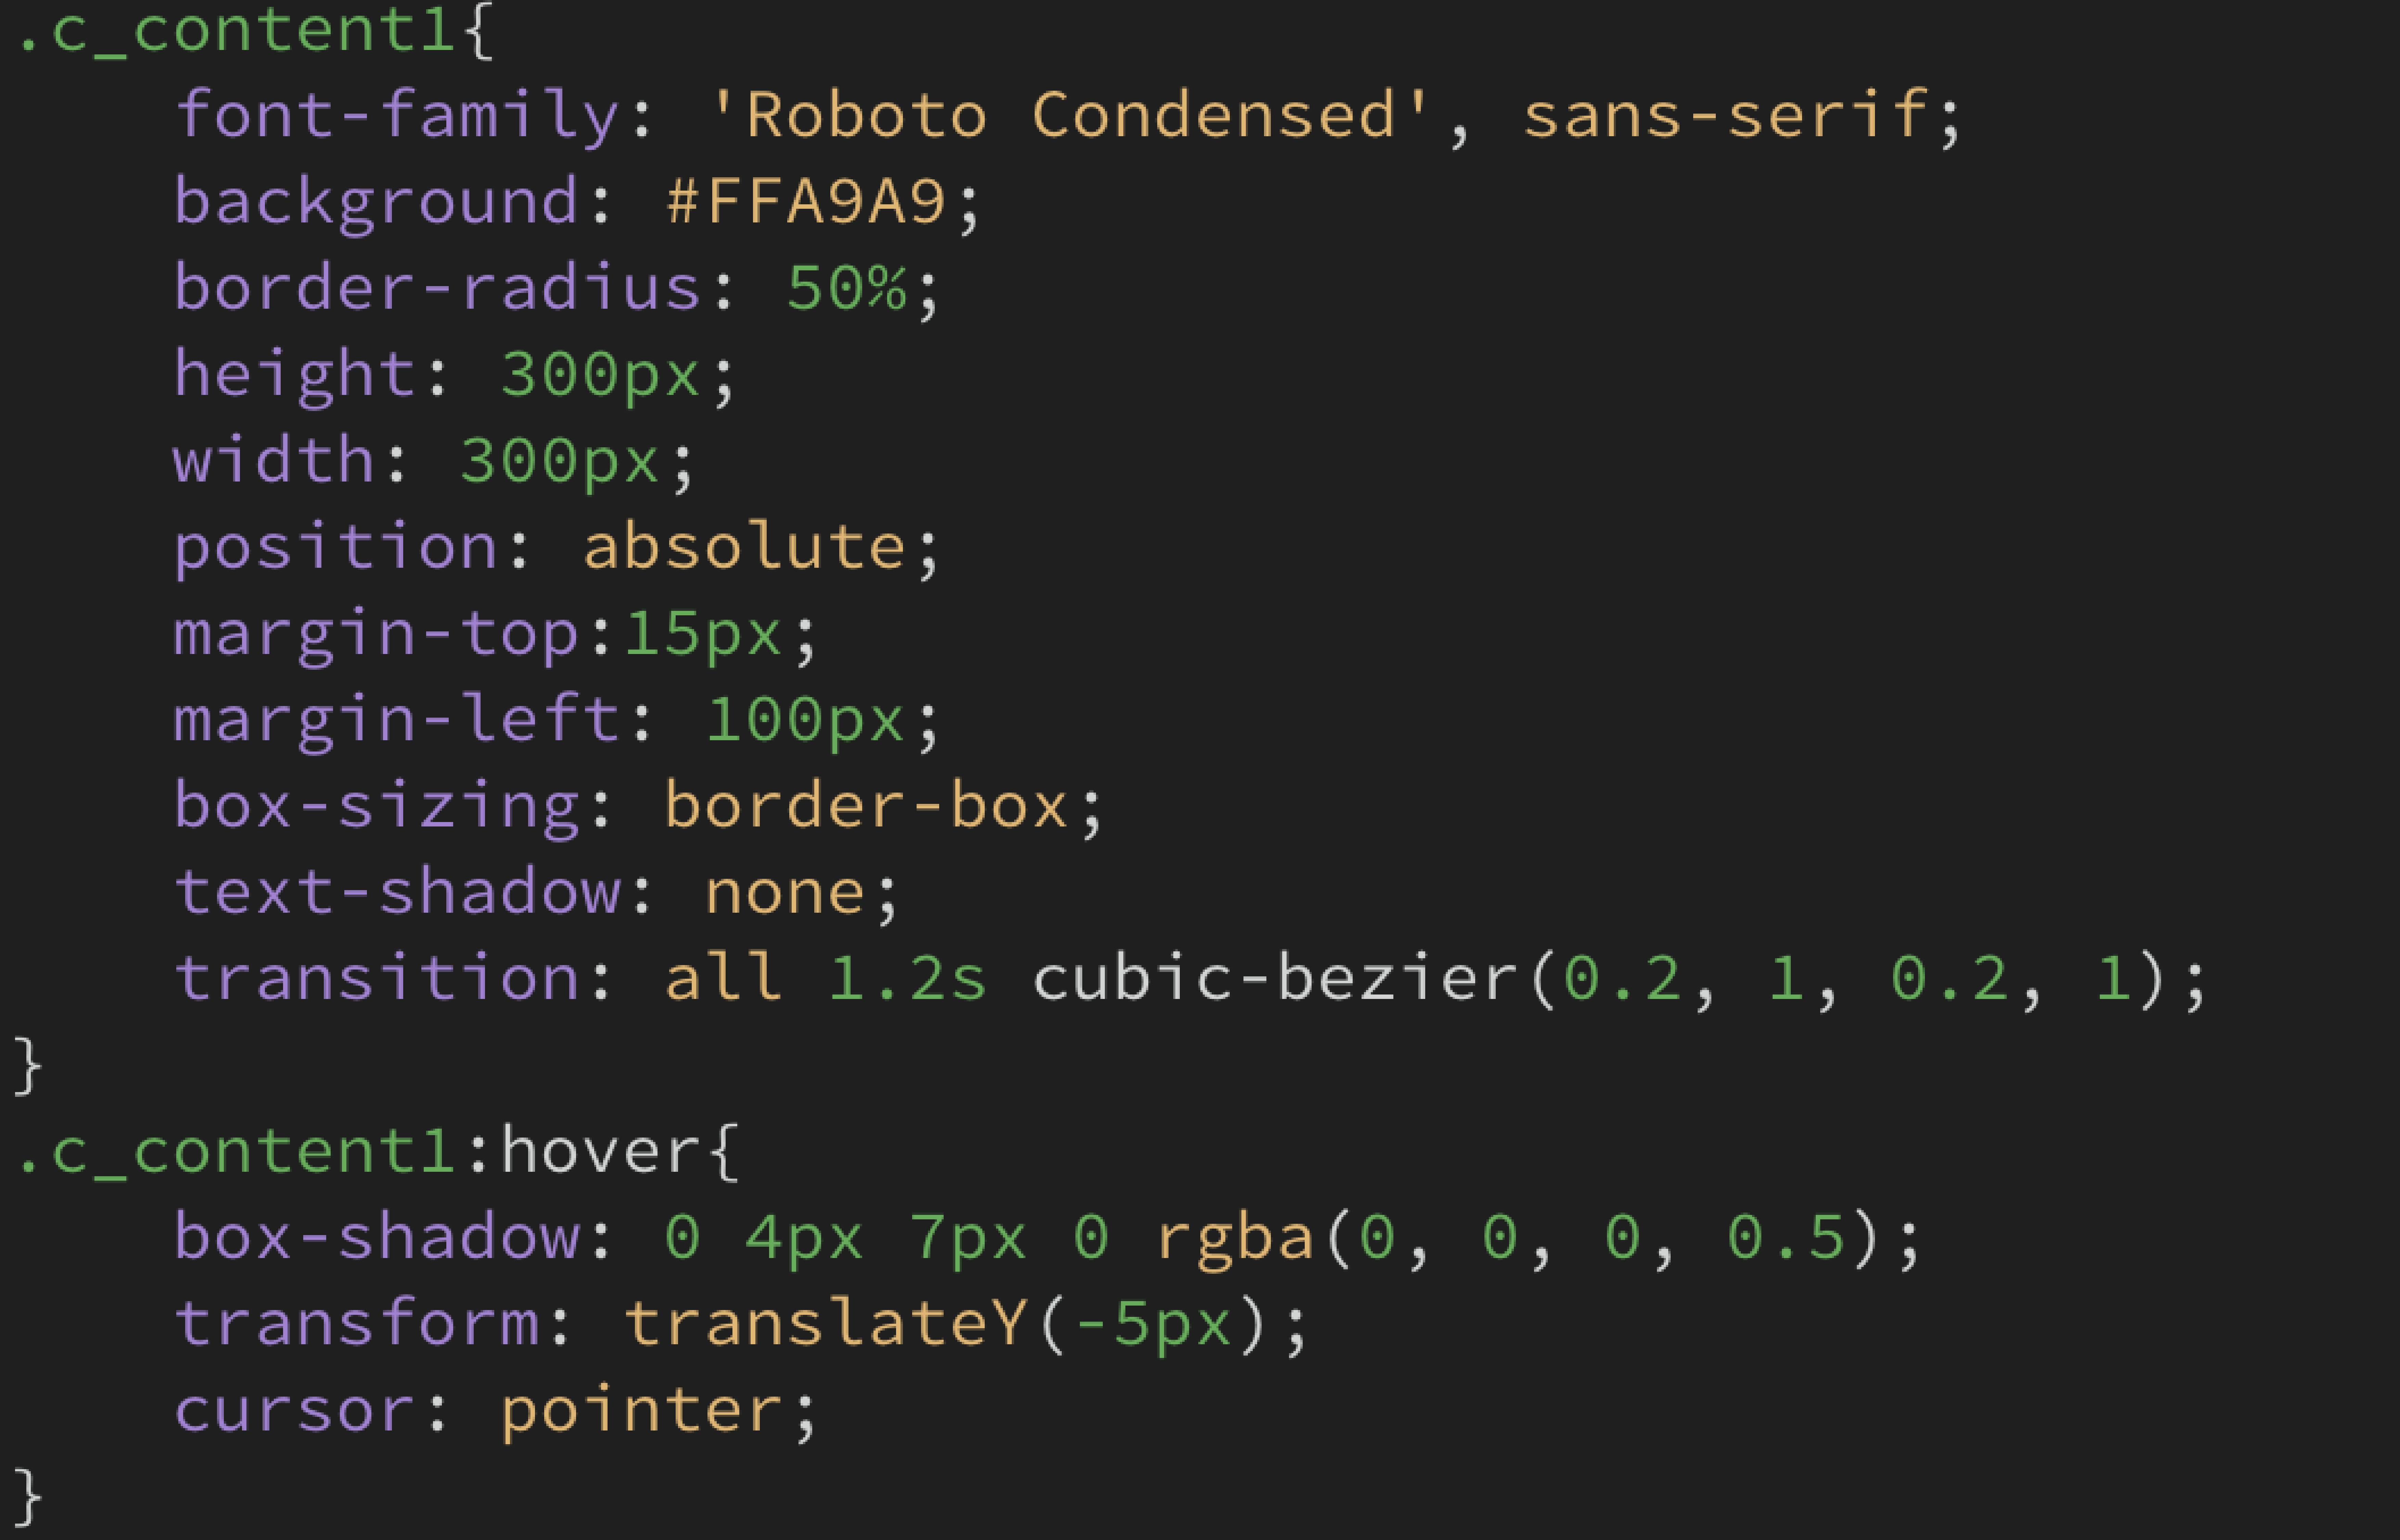 .c_content1{
    font-family: 'Roboto Condensed', sans-serif;
    background: #FFA9A9;
    border-radius: 50%;
    height: 300px;
    width: 300px;
    position: absolute;
    margin-top:15px;
    margin-left: 100px;
    box-sizing: border-box;
    text-shadow: none;
    transition: all 1.2s cubic-bezier(0.2, 1, 0.2, 1);
}
.c_content1:hover{
    box-shadow: 0 4px 7px 0 rgba(0, 0, 0, 0.5);
    transform: translateY(-5px);
    cursor: pointer;
}